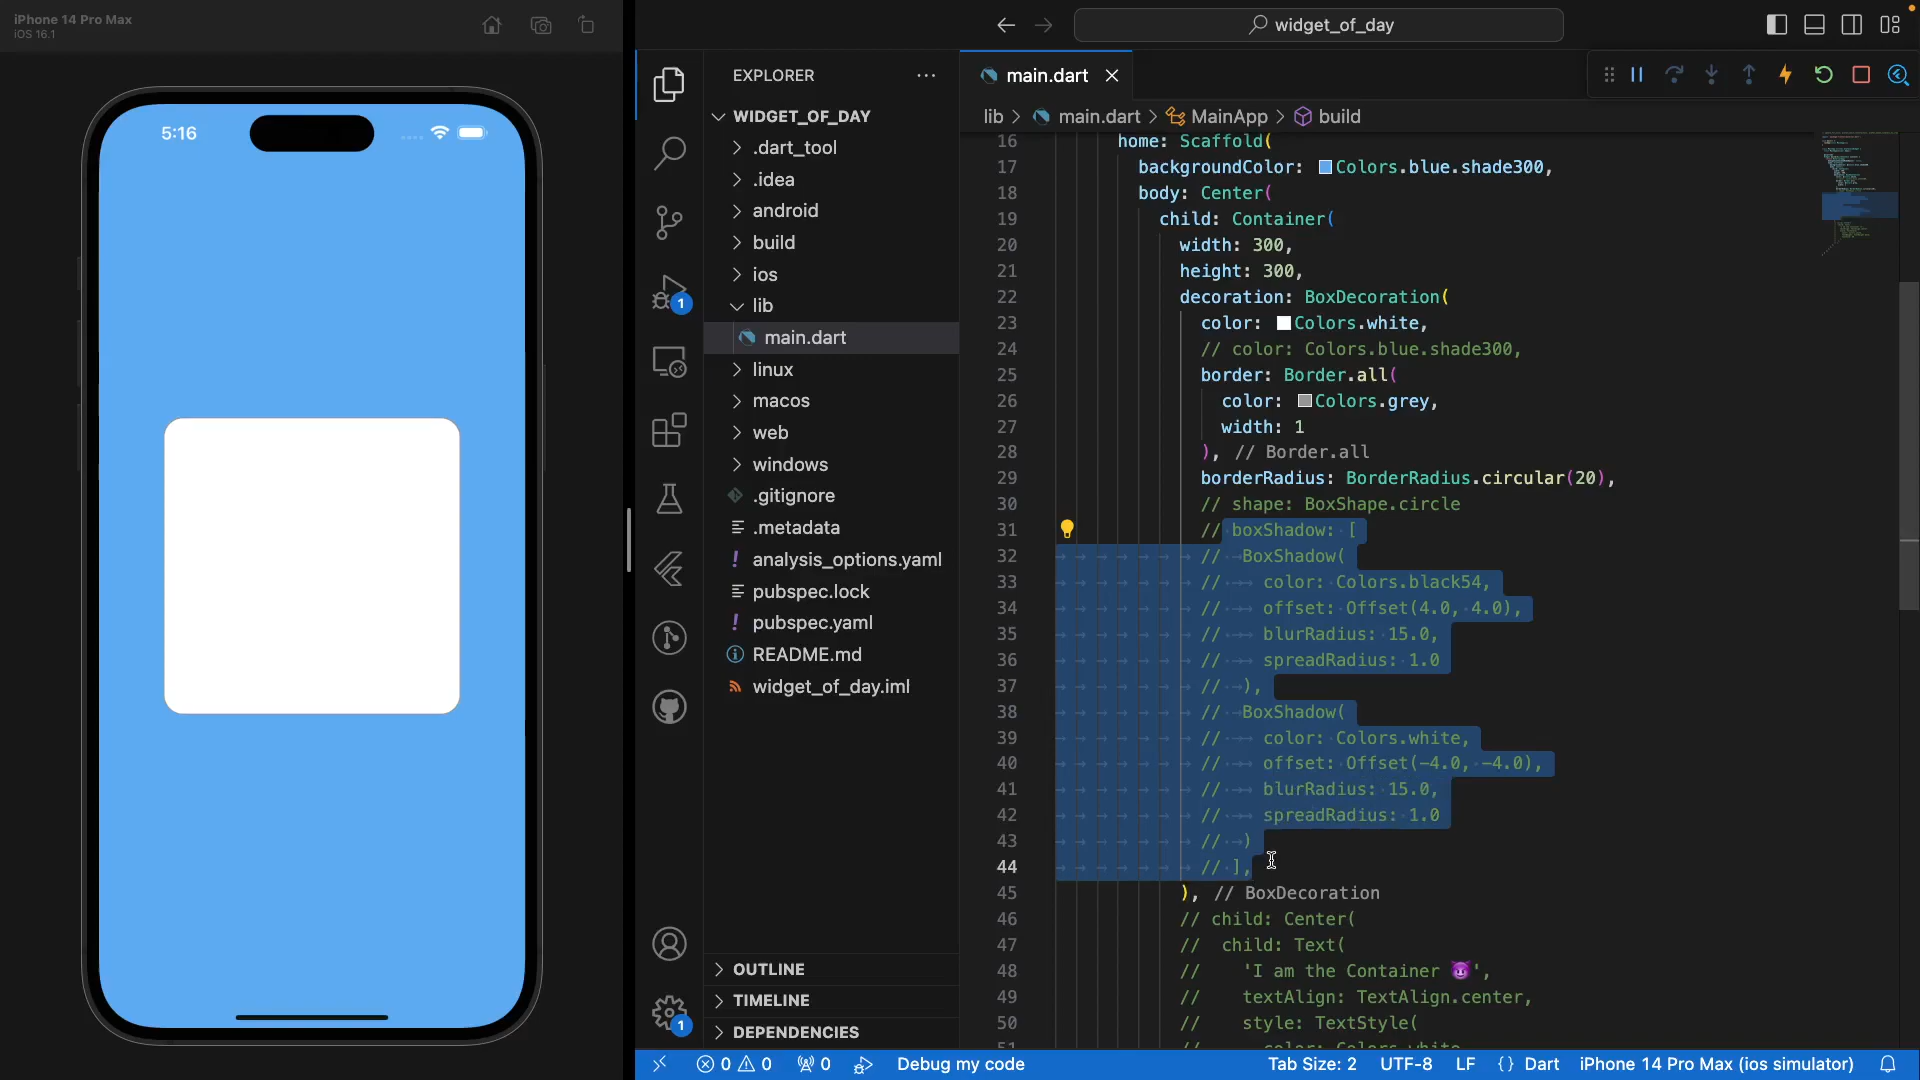 iPhone 14 Pro Max
iOS 16.1
5:16
widget_of_day
EXPLORER
WIDGET_OF_DAY
.dart_tool
.idea
android
build
ios
lib
main.dart
linux
macos
web
windows
.gitignore
.metadata
! analysis_options.yaml
pubspec.lock
! pubspec.yaml
README.md
widget_of_day.iml
OUTLINE
TIMELINE
DEPENDENCIES
1
1
main.dart
lib > main.dart > MainApp > build
16 home: Scaffold(
17 backgroundColor: Colors.blue.shade300,
18 body: Center(
19 child: Container(
20 width: 300,
21 height: 300,
22 decoration: BoxDecoration(
23 color: Colors.white,
24 // color: Colors.blue.shade300,
25 border: Border.all(
26 color: Colors.grey,
27 width: 1
28 ), // Border.all
29 borderRadius: BorderRadius.circular(20),
30 // shape: BoxShape.circle
31 // boxShadow: [
32 // BoxShadow(
33 // color: Colors.black54,
34 // offset: Offset(4.0, 4.0),
35 // blurRadius: 15.0,
36 // spreadRadius: 1.0
37 // ),
38 // BoxShadow(
39 // color: Colors.white,
40 // offset: Offset(-4.0, -4.0),
41 // blurRadius: 15.0,
42 // spreadRadius: 1.0
43 // )
44 // ],
45 ), // BoxDecoration
46 // child: Center(
47 // child: Text(
48 // 'I am the Container 😈',
49 // textAlign: TextAlign.center,
50 // style: TextStyle(
51 // color: Colors.white
0 0 0 Debug my code Tab Size: 2 UTF-8 LF {} Dart iPhone 14 Pro Max (ios simulator)